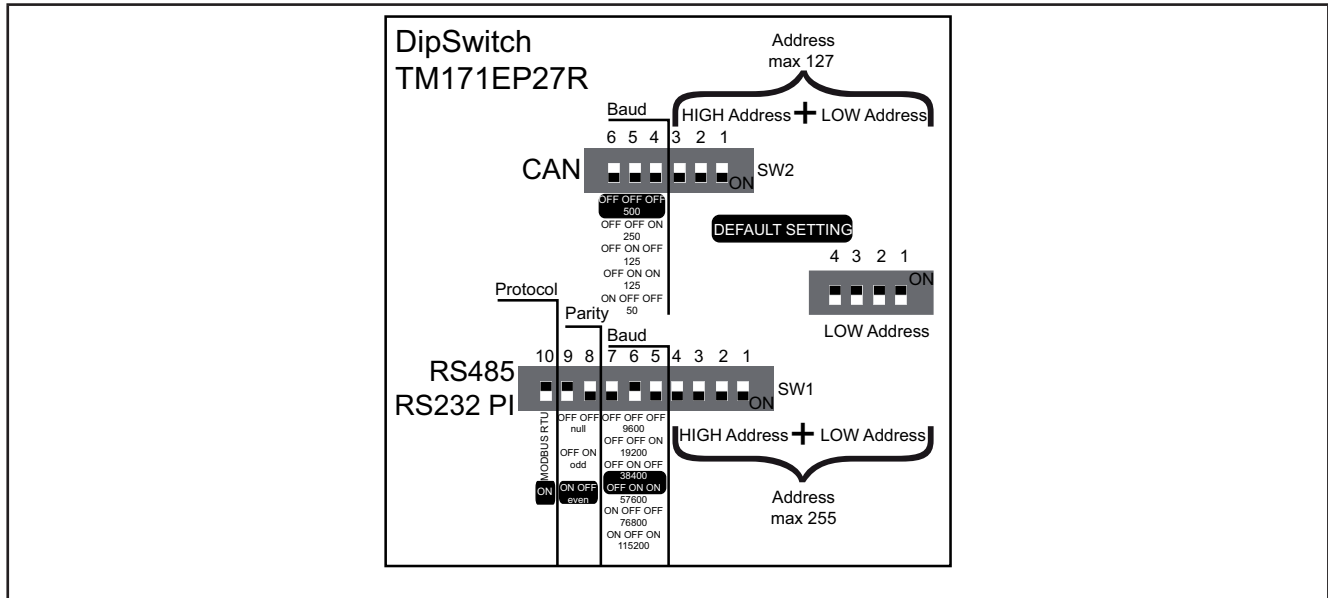 DipSwitch
TM171EP27R
Address
max 127
HIGH Address + LOW Address
Baud
6 5 4 3 2 1
CAN
SW2
ON
OFF OFF OFF
500
OFF OFF ON
250
OFF ON OFF
125
OFF ON ON
125
ON OFF OFF
50
DEFAULT SETTING
4 3 2 1
ON
LOW Address
Protocol
Parity
Baud
10 9 8 7 6 5 4 3 2 1
RS485
RS232 PI
SW1
ON
MODBUS RTU
ON
OFF OFF
null
OFF ON
odd
ON OFF
even
OFF OFF OFF
9600
OFF OFF ON
19200
OFF ON OFF
38400
OFF ON ON
57600
ON OFF OFF
76800
ON OFF ON
115200
HIGH Address + LOW Address
Address
max 255